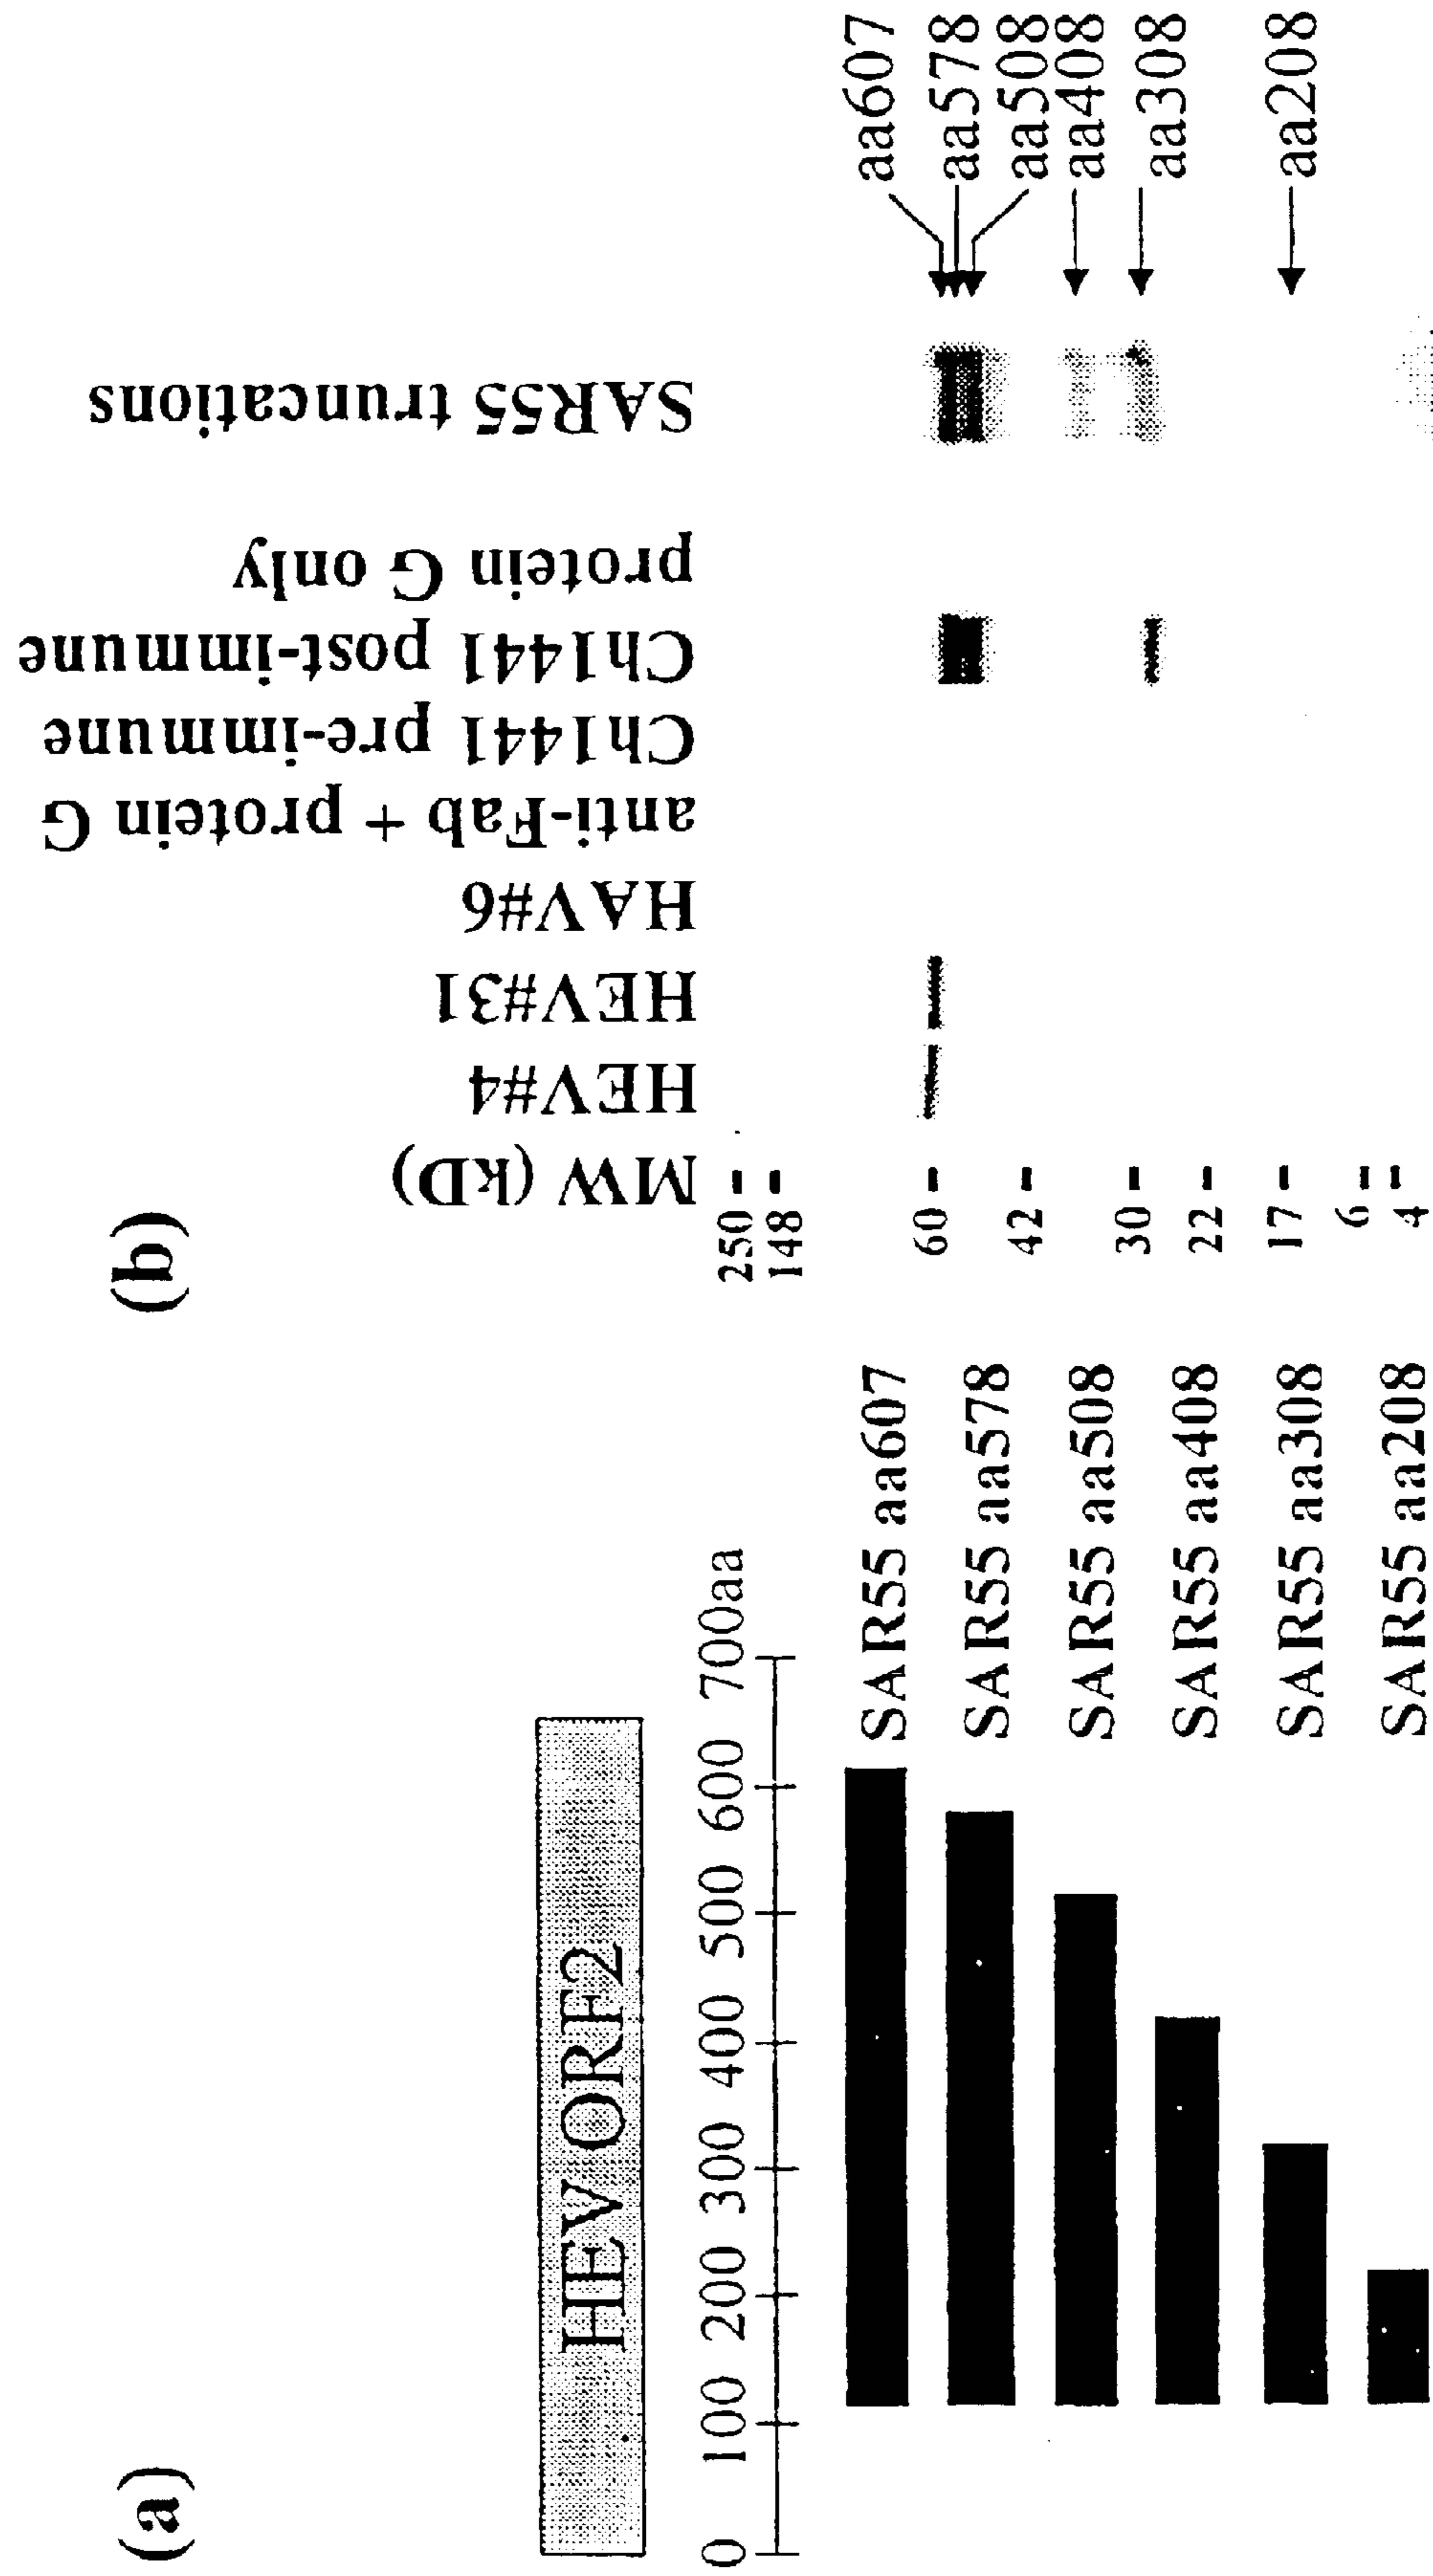 (a)
HEV ORF2
0 100 200 300 400 500 600 700aa
SAR55 aa607
SAR55 aa578
SAR55 aa508
SAR55 aa408
SAR55 aa308
SAR55 aa208
(b)
MW (kD)
HEV#4
HEV#31
HAV#6
anti-Fab + protein G
Ch1441 pre-immune
Ch1441 post-immune
protein G only
SAR55 truncations
250
148
60
42
30
22
17
6
4
aa607
aa578
aa508
aa408
aa308
aa208